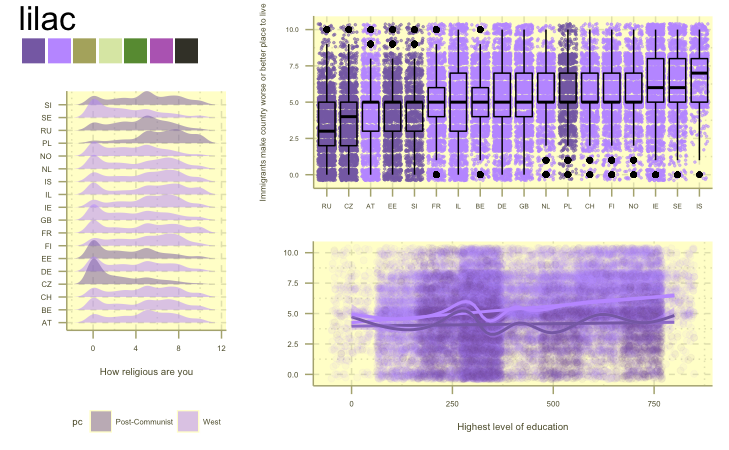 lilac
SI
SE
RU
PL
NO
NL
IS
IL
IE
GB
FR
FI
EE
DE
CZ
CH
BE
AT
0 4 8 12
How religious are you
pc Post-Communist West
Immigrants make country worse or better place to live
10.0
7.5
5.0
2.5
0.0
RU CZ AT EE SI FR IL BE DE GB NL PL CH FI NO IE SE IS
10.0
7.5
5.0
2.5
0.0
0 250 500 750
Highest level of education